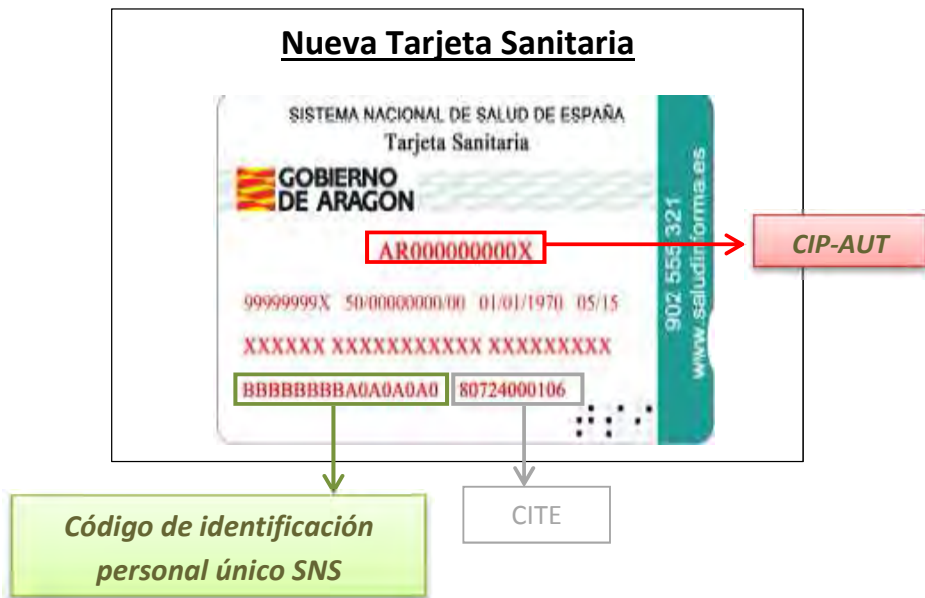 Nueva Tarjeta Sanitaria
SISTEMA NACIONAL DE SALUD DE ESPAÑA
Tarjeta Sanitaria
GOBIERNO
DE ARAGON
AR000000000X
99999999X 50/00000000/00 01/01/1970 05/15
XXXXXX XXXXXXXXXXX XXXXXXXXX
BBBBBBBBA0A0A0A0 80724000106
902 555 321
www.saludinforma.es
CIP-AUT
Código de identificación
personal único SNS
CITE